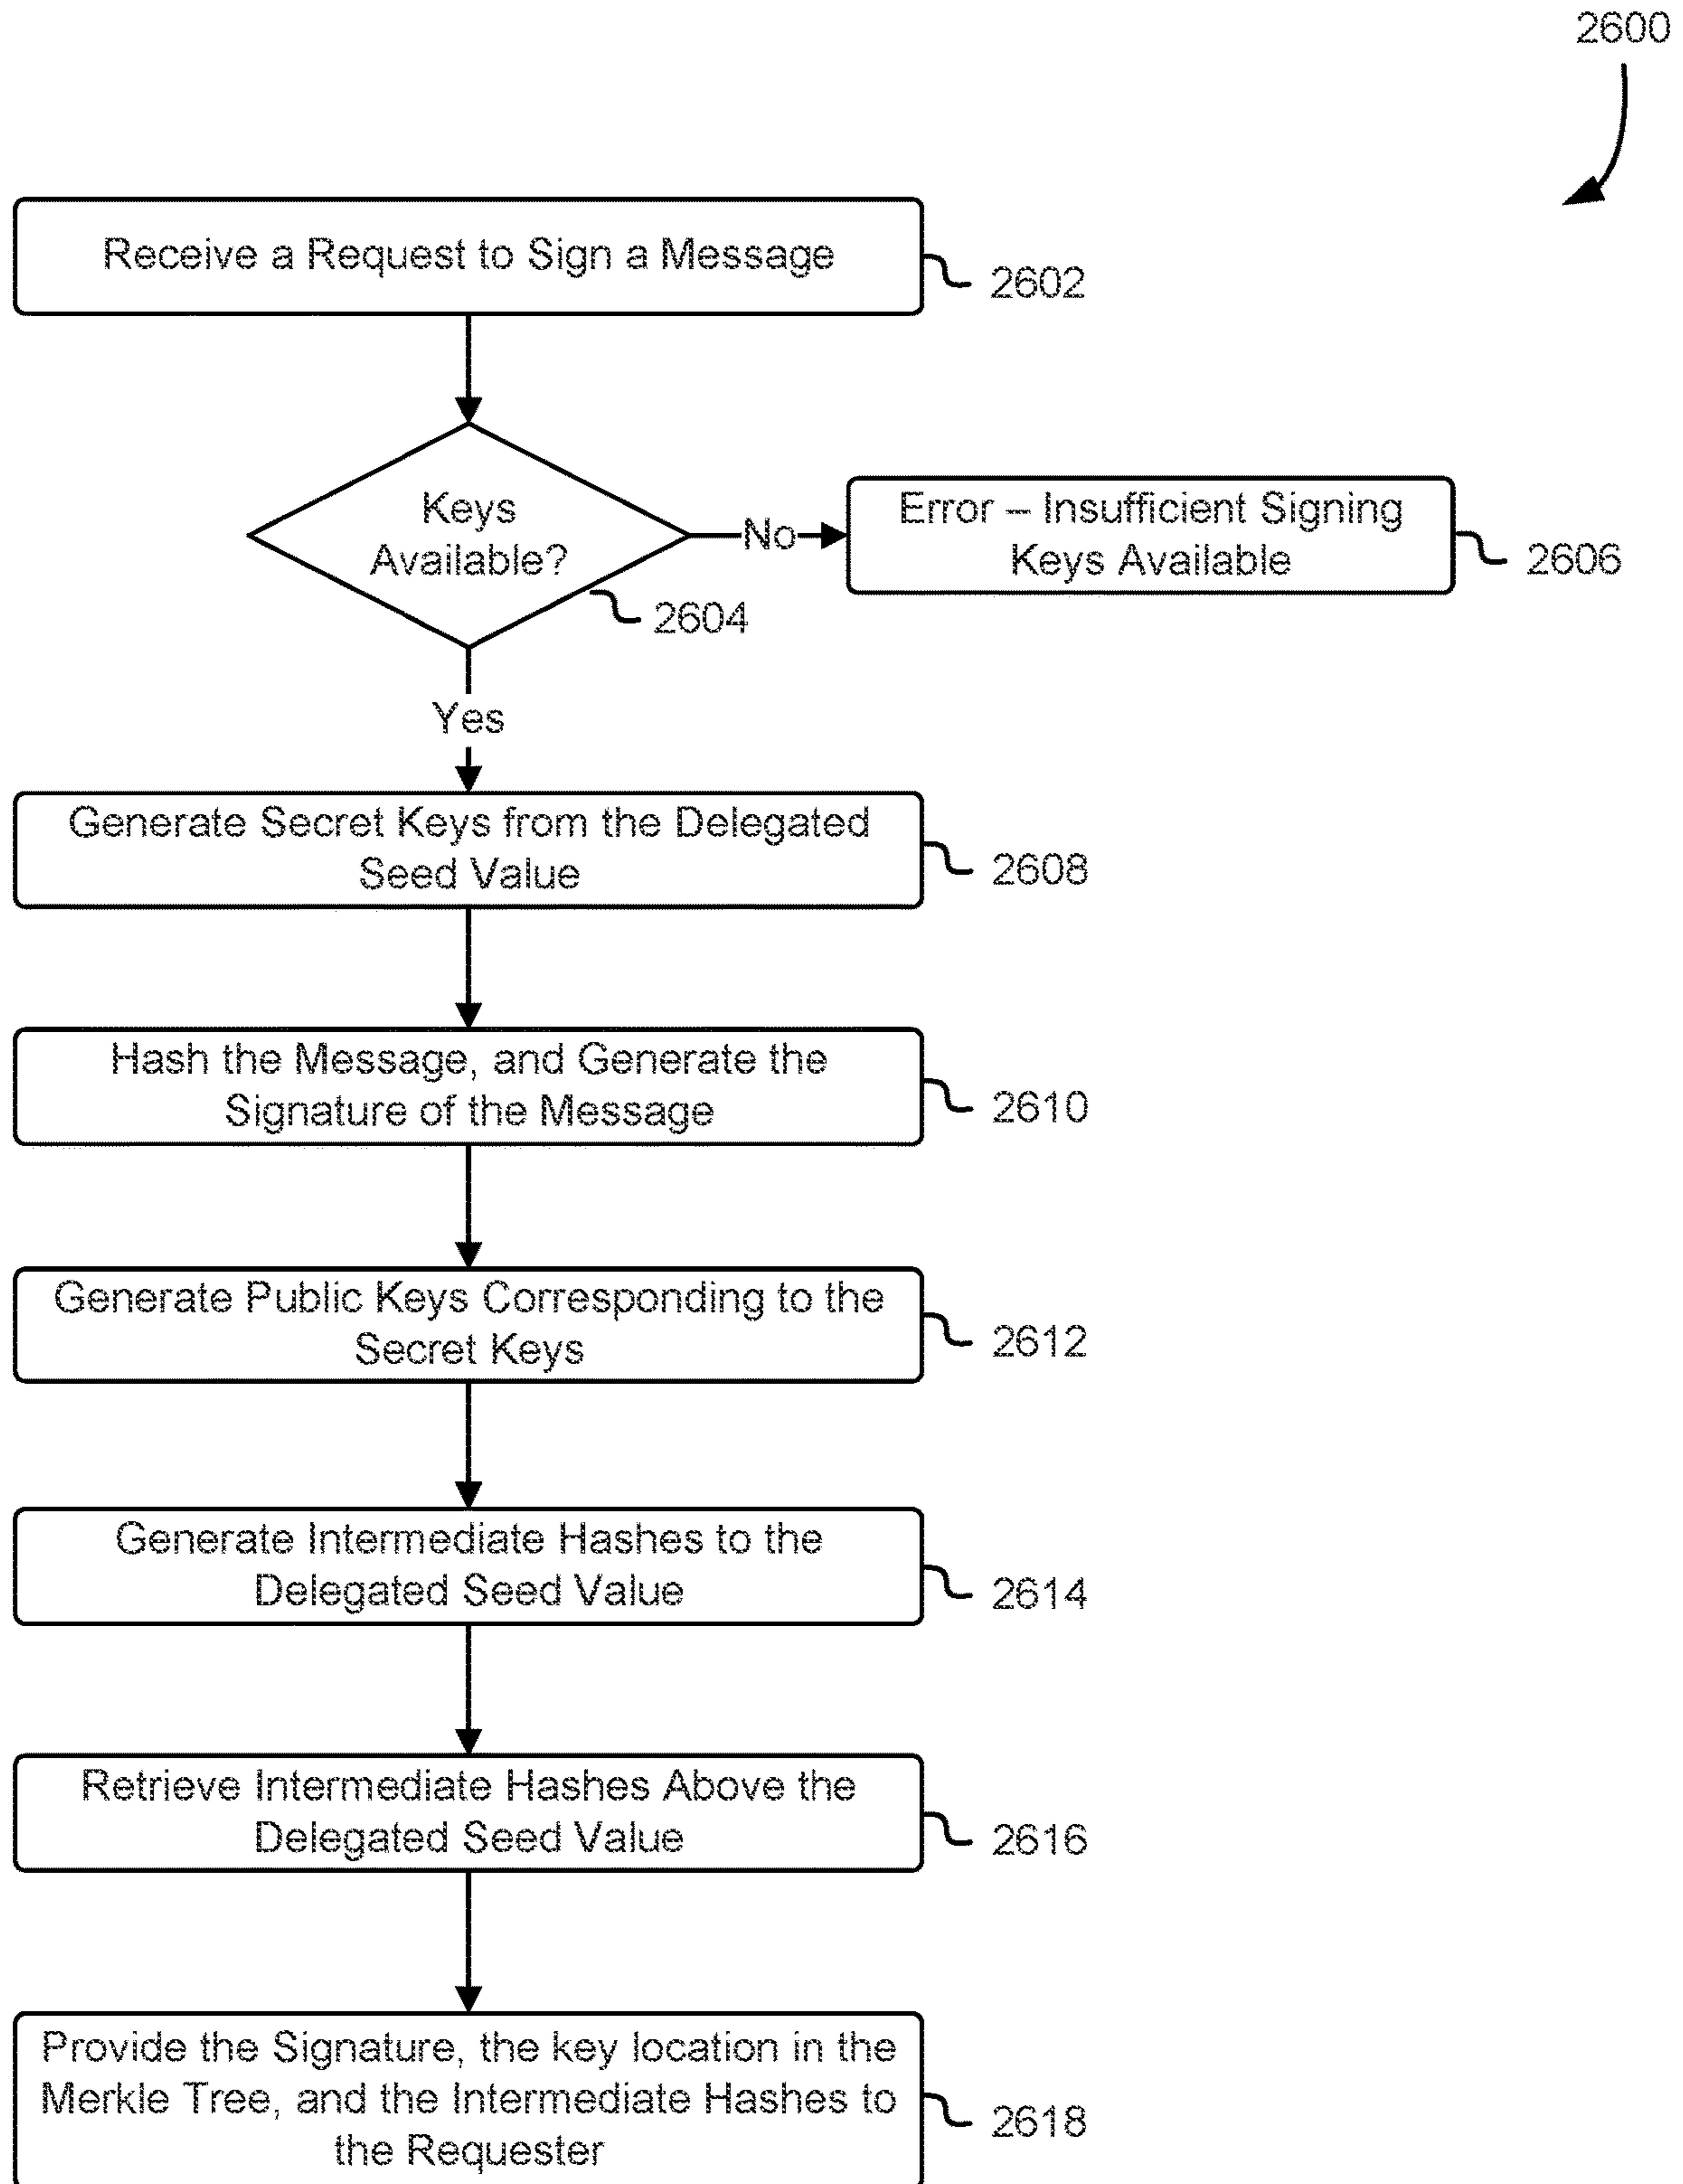 2600
Receive a Request to Sign a Message
2602
Keys
Available?
No
Error – Insufficient Signing
Keys Available
2606
2604
Yes
Generate Secret Keys from the Delegated
Seed Value
2608
Hash the Message, and Generate the
Signature of the Message
2610
Generate Public Keys Corresponding to the
Secret Keys
2612
Generate Intermediate Hashes to the
Delegated Seed Value
2614
Retrieve Intermediate Hashes Above the
Delegated Seed Value
2616
Provide the Signature, the key location in the
Merkle Tree, and the Intermediate Hashes to
the Requester
2618